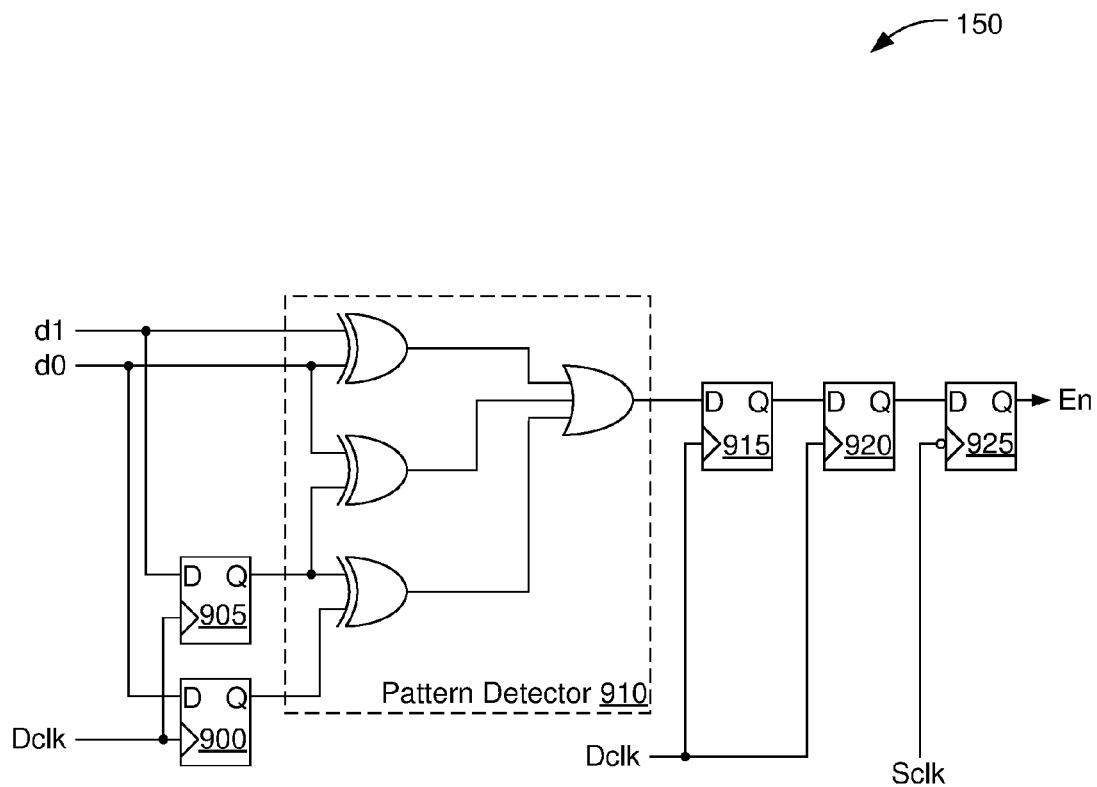 150
d1
d0
D Q
915
D Q
920
D Q
925
En
D Q
905
D Q
900
Pattern Detector 910
Dclk
Dclk
Sclk